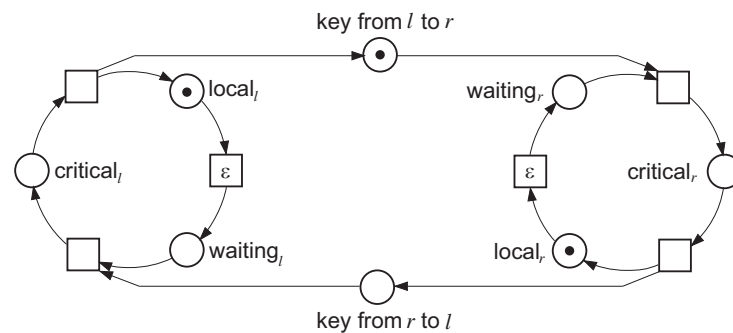 key from l to r
local_l
waiting_r
ε
ε
critical_l
critical_r
waiting_l
local_r
key from r to l